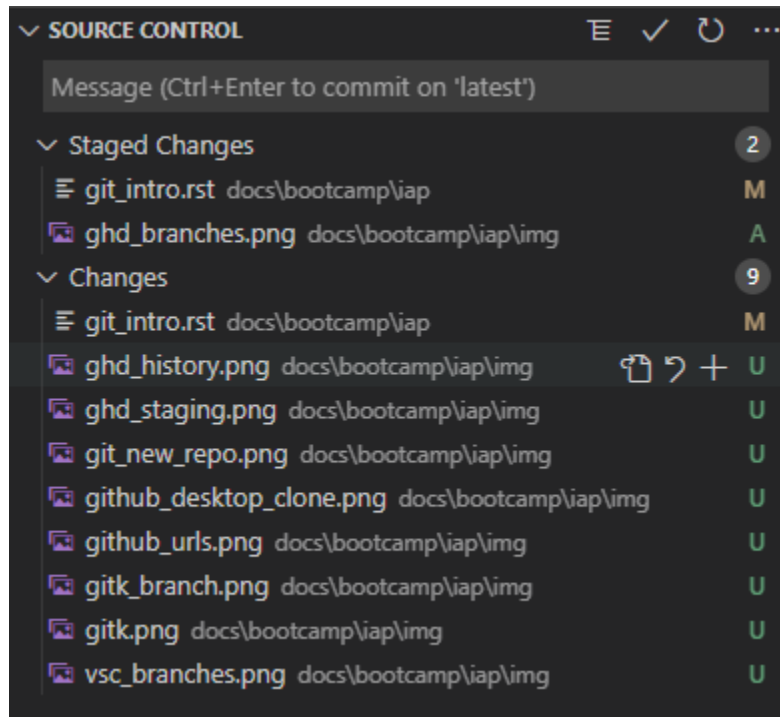 SOURCE CONTROL
Message (Ctrl+Enter to commit on 'latest')
Staged Changes 2
git_intro.rst docs\bootcamp\iap M
ghd_branches.png docs\bootcamp\iap\img A
Changes 9
git_intro.rst docs\bootcamp\iap M
ghd_history.png docs\bootcamp\iap\img U
ghd_staging.png docs\bootcamp\iap\img U
git_new_repo.png docs\bootcamp\iap\img U
github_desktop_clone.png docs\bootcamp\iap\img U
github_urls.png docs\bootcamp\iap\img U
gitk_branch.png docs\bootcamp\iap\img U
gitk.png docs\bootcamp\iap\img U
vsc_branches.png docs\bootcamp\iap\img U